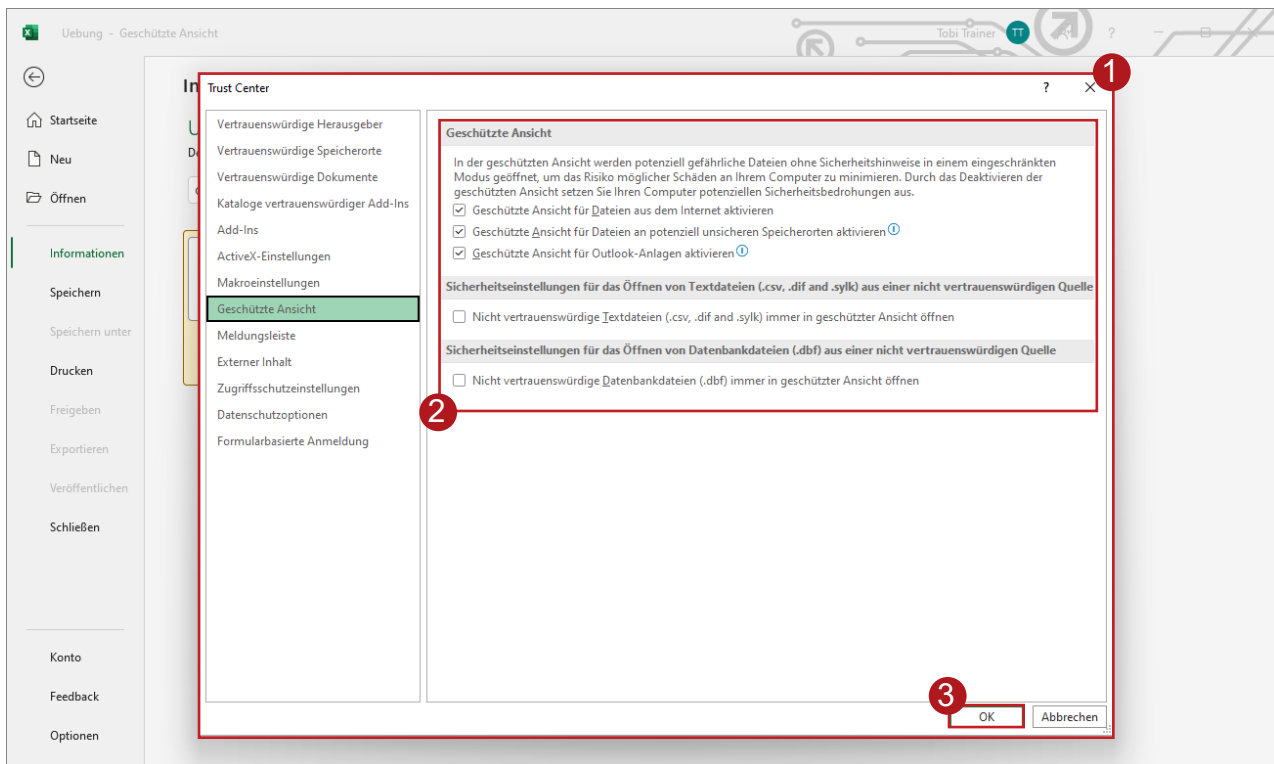 Uebung - Geschützte Ansicht
Tobi Trainer
TT
?
1
Startseite
Neu
Öffnen
Informationen
Speichern
Speichern unter
Drucken
Freigeben
Exportieren
Veröffentlichen
Schließen
Konto
Feedback
Optionen
In
Trust Center
?
Vertrauenswürdige Herausgeber
Vertrauenswürdige Speicherorte
Vertrauenswürdige Dokumente
Kataloge vertrauenswürdiger Add-Ins
Add-Ins
ActiveX-Einstellungen
Makroeinstellungen
Geschützte Ansicht
Meldungsleiste
Externer Inhalt
Zugriffsschutzeinstellungen
Datenschutzoptionen
Formularbasierte Anmeldung
Geschützte Ansicht
In der geschützten Ansicht werden potenziell gefährliche Dateien ohne Sicherheitshinweise in einem eingeschränkten
Modus geöffnet, um das Risiko möglicher Schäden an Ihrem Computer zu minimieren. Durch das Deaktivieren der
geschützten Ansicht setzen Sie Ihren Computer potenziellen Sicherheitsbedrohungen aus.
Geschützte Ansicht für Dateien aus dem Internet aktivieren
Geschützte Ansicht für Dateien an potenziell unsicheren Speicherorten aktivieren
Geschützte Ansicht für Outlook-Anlagen aktivieren
Sicherheitseinstellungen für das Öffnen von Textdateien (.csv, .dif and .sylk) aus einer nicht vertrauenswürdigen Quelle
Nicht vertrauenswürdige Textdateien (.csv, .dif and .sylk) immer in geschützter Ansicht öffnen
Sicherheitseinstellungen für das Öffnen von Datenbankdateien (.dbf) aus einer nicht vertrauenswürdigen Quelle
Nicht vertrauenswürdige Datenbankdateien (.dbf) immer in geschützter Ansicht öffnen
2
3
OK
Abbrechen